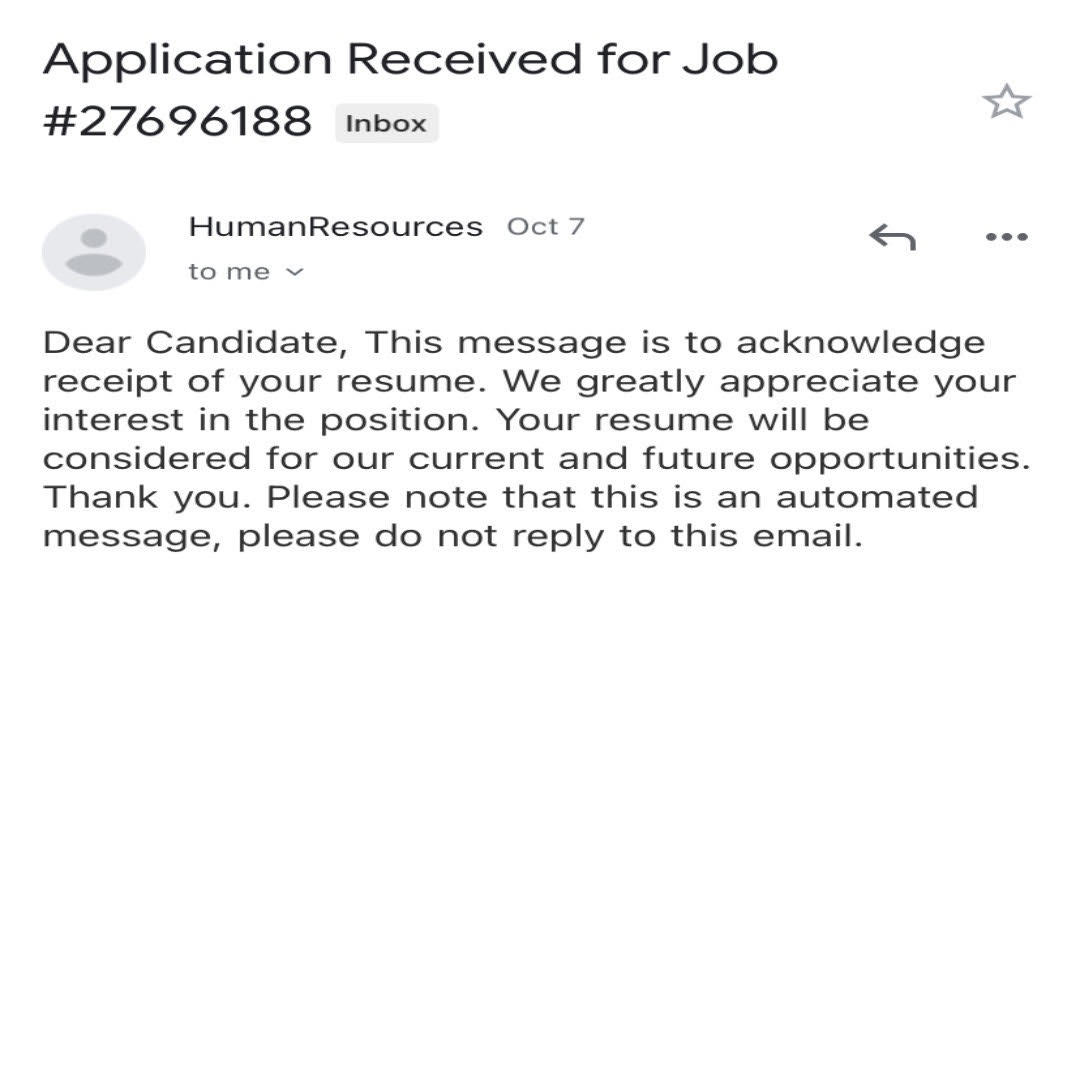 Application Received for Job
#27696188 Inbox
HumanResources Oct 7
to me
Dear Candidate, This message is to acknowledge
receipt of your resume. We greatly appreciate your
interest in the position. Your resume will be
considered for our current and future opportunities.
Thank you. Please note that this is an automated
message, please do not reply to this email.